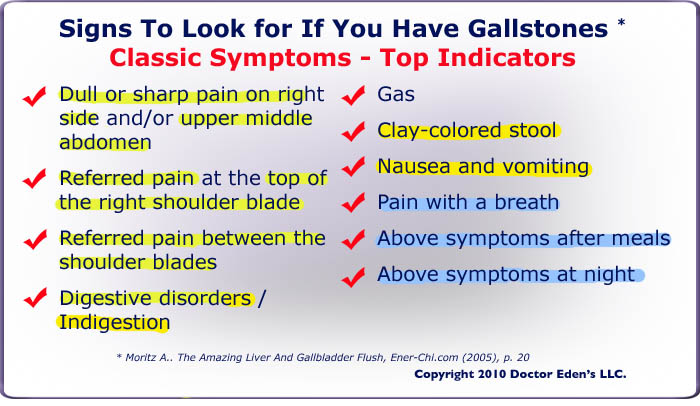 Signs To Look for If You Have Gallstones *
Classic Symptoms - Top Indicators
Dull or sharp pain on right
side and/or upper middle
abdomen
Referred pain at the top of
the right shoulder blade
Referred pain between the
shoulder blades
Digestive disorders /
Indigestion
Gas
Clay-colored stool
Nausea and vomiting
Pain with a breath
Above symptoms after meals
Above symptoms at night
* Moritz A.. The Amazing Liver And Gallbladder Flush, Ener-Chi.com (2005), p. 20
Copyright 2010 Doctor Eden's LLC.